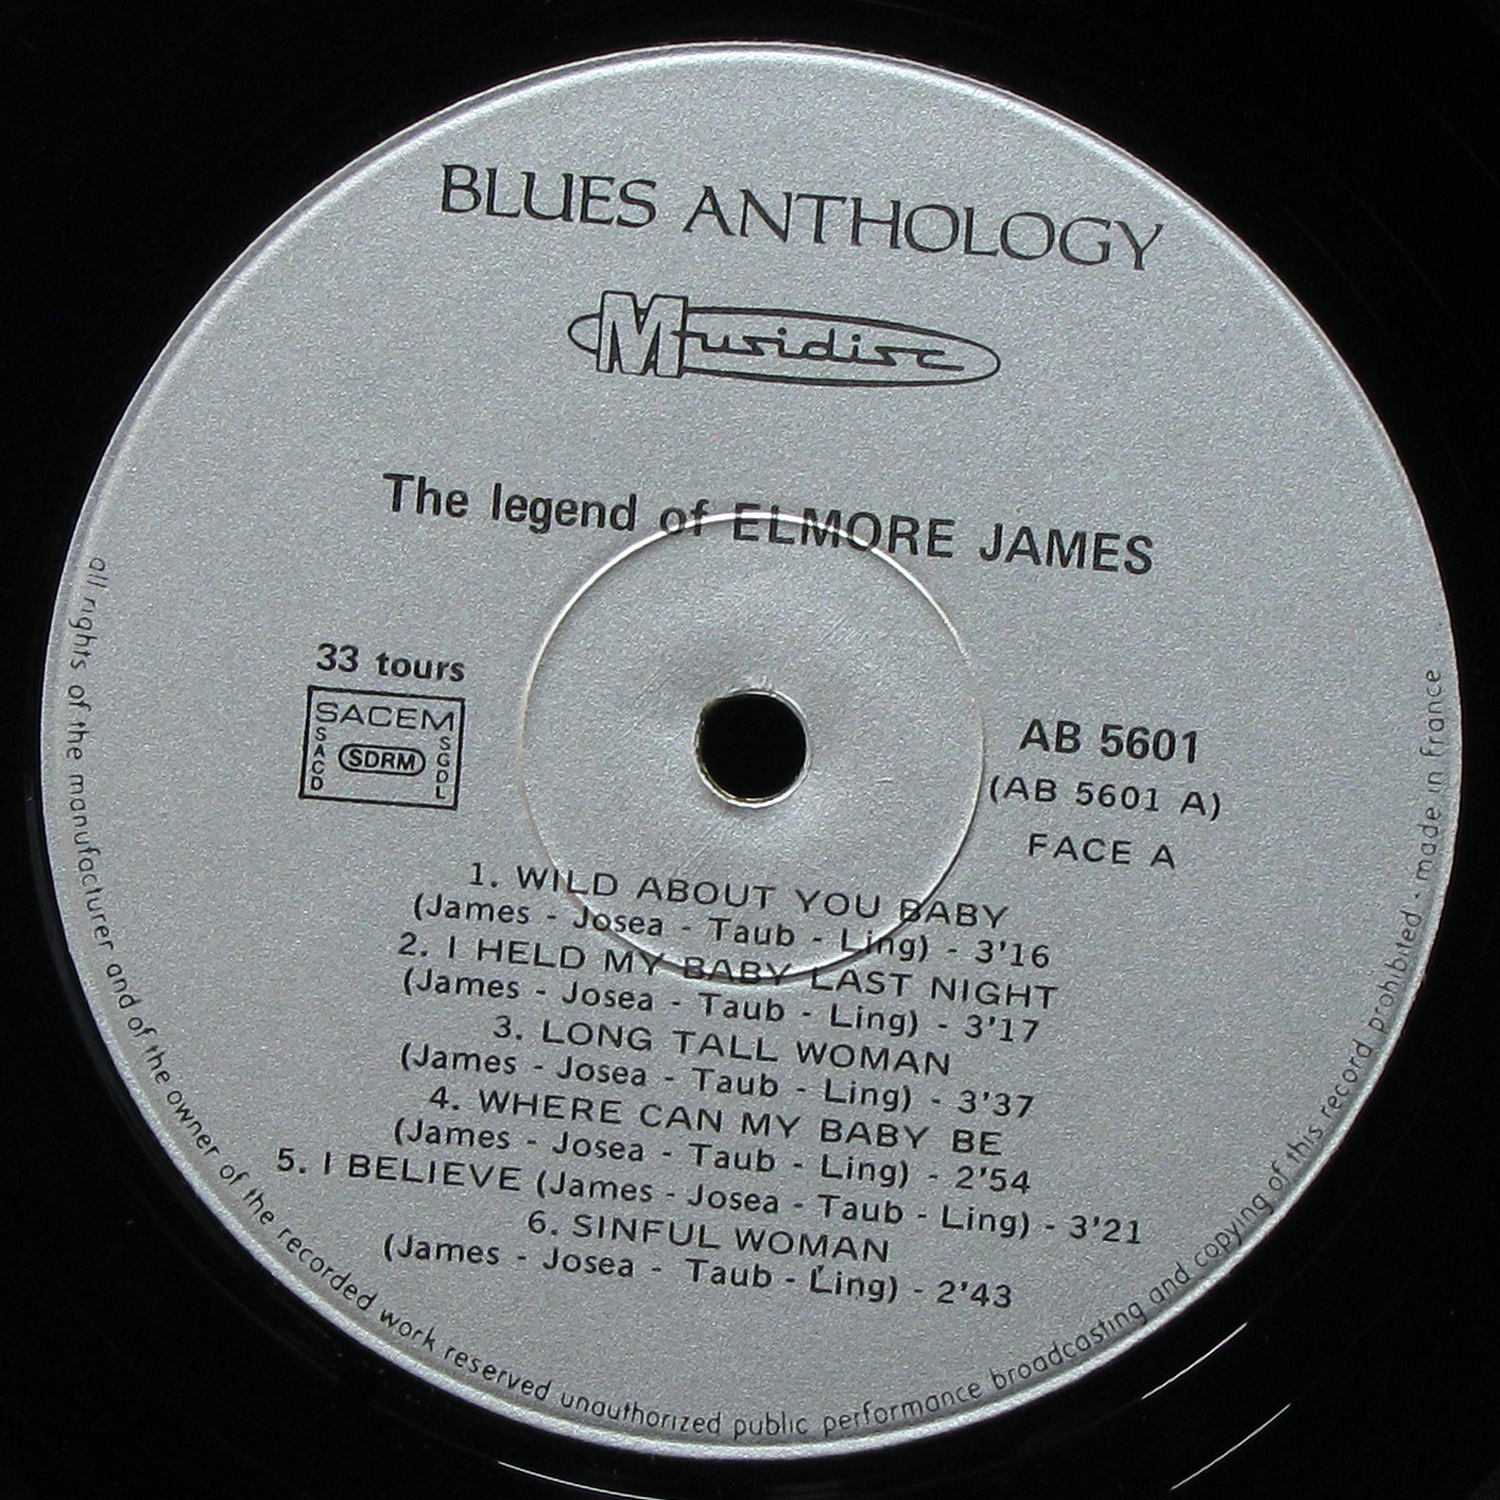 BLUES ANTHOLOGY
Musidisc
The legend of ELMORE JAMES
33 tours
SACEM
SACD
SDRM
SGDL
AB 5601
(AB 5601 A)
FACE A
1. WILD ABOUT YOU BABY
(James - Josea - Taub - Ling) - 3'16
2. I HELD MY BABY LAST NIGHT
(James - Josea - Taub - Ling) - 3'17
3. LONG TALL WOMAN
(James - Josea - Taub - Ling) - 3'37
4. WHERE CAN MY BABY BE
(James - Josea - Taub - Ling) - 2'54
5. I BELIEVE (James - Josea - Taub - Ling) - 3'21
6. SINFUL WOMAN
(James - Josea - Taub - Ling) - 2'43
all rights of the manufacturer and of the owner of the recorded work reserved unauthorized public performance broadcasting and copying of this record prohibited - made in france